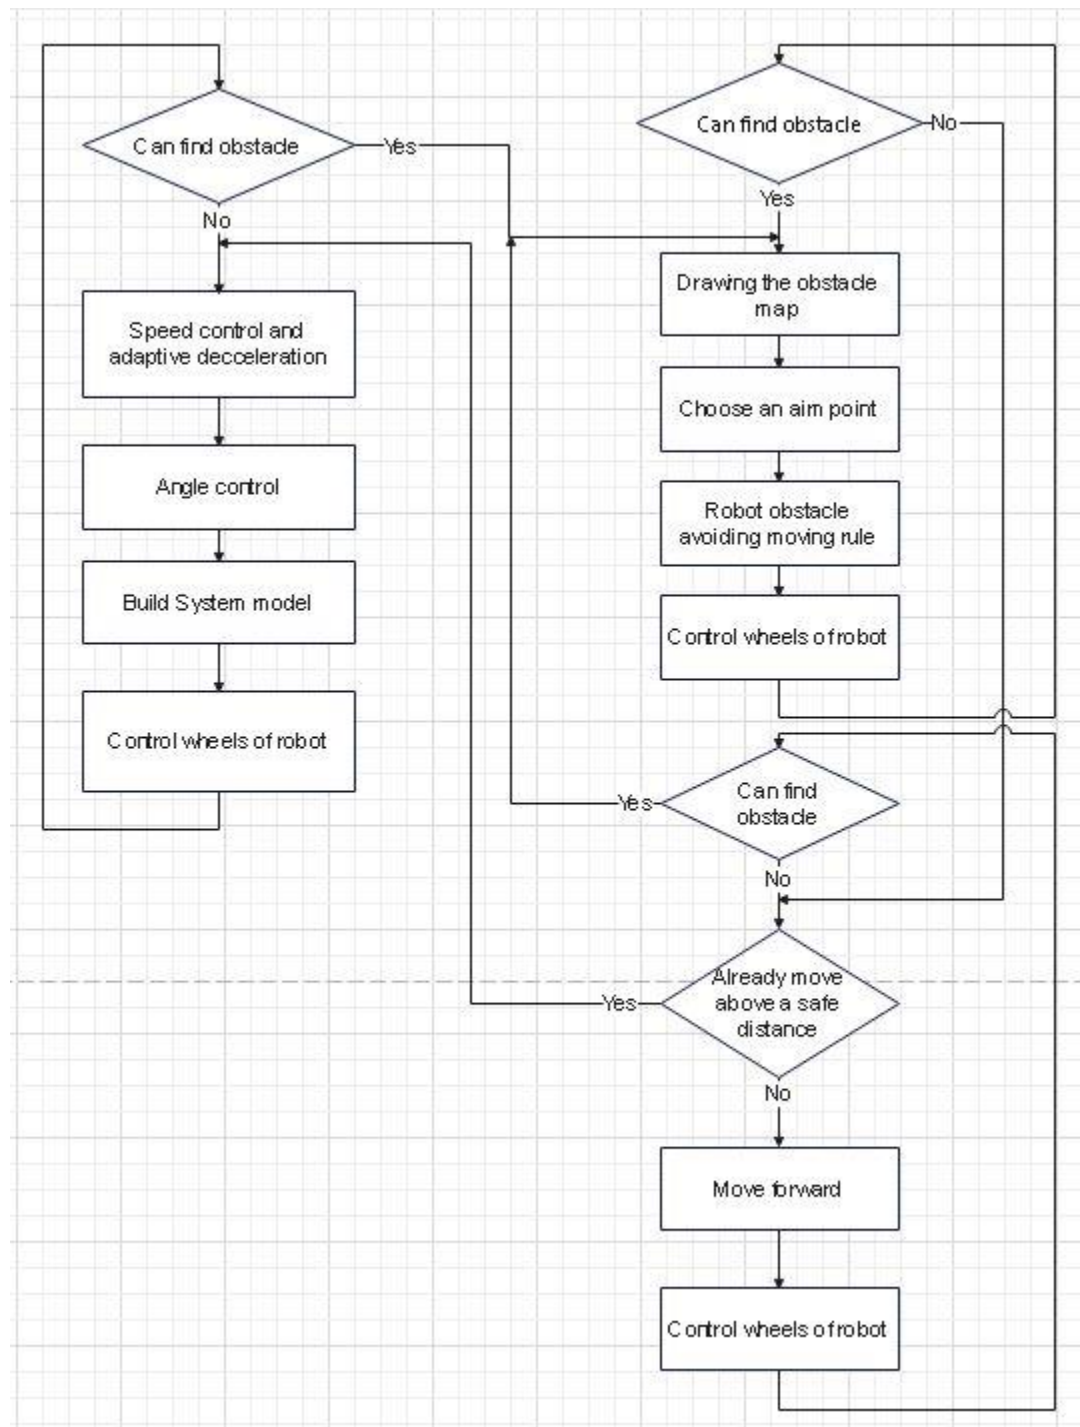 Can find obstacle
Yes
No
Speed control and
adaptive decceleration
Angle control
Build System model
Control wheels of robot
Can find obstacle
No
Yes
Drawing the obstacle
map
Choose an aim point
Robot obstacle
avoiding moving rule
Control wheels of robot
Can find
obstacle
Yes
No
Already move
above a safe
distance
Yes
No
Move forward
Control wheels of robot